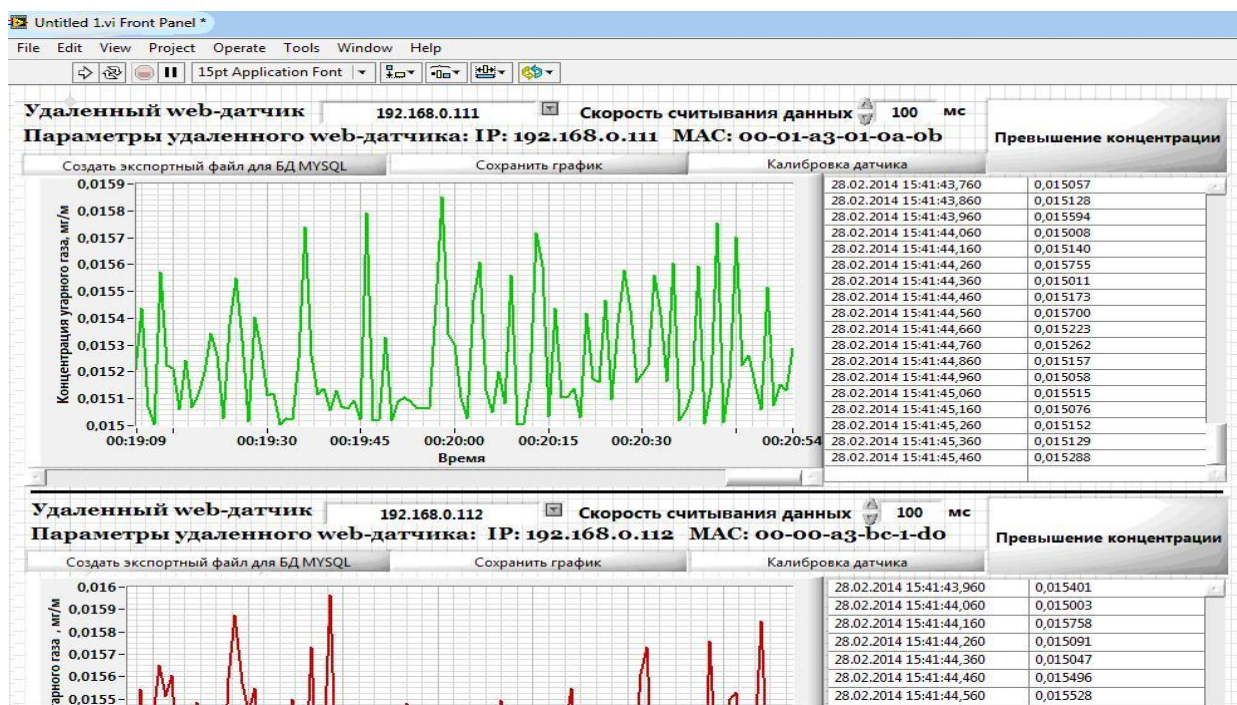 Untitled 1.vi Front Panel *
File Edit View Project Operate Tools Window Help
15pt Application Font
Удаленный web-датчик 192.168.0.111 Скорость считывания данных 100 мс
Параметры удаленного web-датчика: IP: 192.168.0.111 MAC: 00-01-a3-01-0a-0b
Превышение концентрации
Создать экспортный файл для БД MYSQL Сохранить график Калибровка датчика
Концентрация угарного газа, мг/м
0,0159
0,0158
0,0157
0,0156
0,0155
0,0154
0,0153
0,0152
0,0151
0,015
00:19:09 00:19:30 00:19:45 00:20:00 00:20:15 00:20:30 00:20:54
Время
28.02.2014 15:41:43,760 0,015057
28.02.2014 15:41:43,860 0,015128
28.02.2014 15:41:43,960 0,015594
28.02.2014 15:41:44,060 0,015008
28.02.2014 15:41:44,160 0,015140
28.02.2014 15:41:44,260 0,015755
28.02.2014 15:41:44,360 0,015011
28.02.2014 15:41:44,460 0,015173
28.02.2014 15:41:44,560 0,015700
28.02.2014 15:41:44,660 0,015223
28.02.2014 15:41:44,760 0,015262
28.02.2014 15:41:44,860 0,015157
28.02.2014 15:41:44,960 0,015058
28.02.2014 15:41:45,060 0,015515
28.02.2014 15:41:45,160 0,015076
28.02.2014 15:41:45,260 0,015152
28.02.2014 15:41:45,360 0,015129
28.02.2014 15:41:45,460 0,015288
Удаленный web-датчик 192.168.0.112 Скорость считывания данных 100 мс
Параметры удаленного web-датчика: IP: 192.168.0.112 MAC: 00-00-a3-bc-1-d0
Превышение концентрации
Создать экспортный файл для БД MYSQL Сохранить график Калибровка датчика
газа , мг/м
0,016
0,0159
0,0158
0,0157
0,0156
0,0155
28.02.2014 15:41:43,960 0,015401
28.02.2014 15:41:44,060 0,015003
28.02.2014 15:41:44,160 0,015758
28.02.2014 15:41:44,260 0,015091
28.02.2014 15:41:44,360 0,015047
28.02.2014 15:41:44,460 0,015496
28.02.2014 15:41:44,560 0,015528